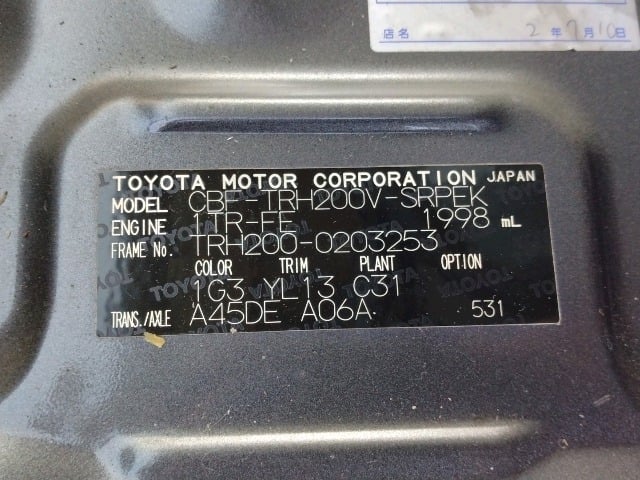 店名 2年7月10日
TOYOTA MOTOR CORPORATION JAPAN
MODEL CBF-TRH200V-SRPEK
ENGINE 1TR-FE 1998 mL
FRAME No. TRH200-0203253
COLOR TRIM PLANT OPTION
1G3 YL13 C31
TRANS./AXLE A45DE A06A 531